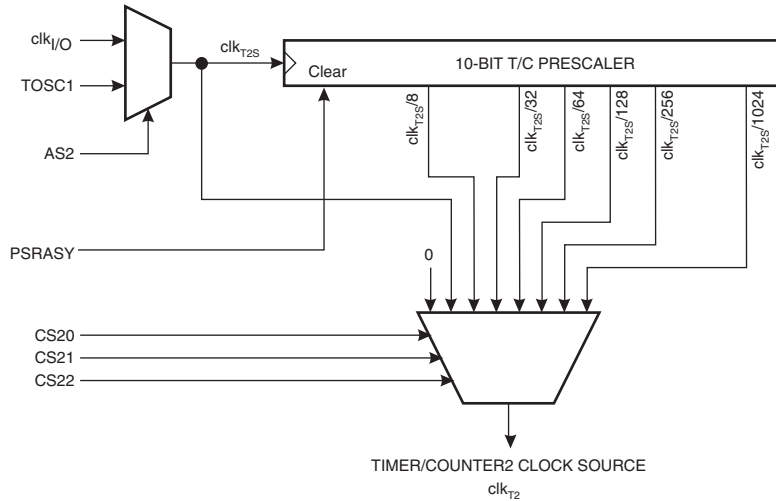 clkI/O
clkT2S
10-BIT T/C PRESCALER
TOSC1
Clear
clkT2S/8
clkT2S/32
clkT2S/64
clkT2S/128
clkT2S/256
clkT2S/1024
AS2
PSRASY
0
CS20
CS21
CS22
TIMER/COUNTER2 CLOCK SOURCE
clkT2